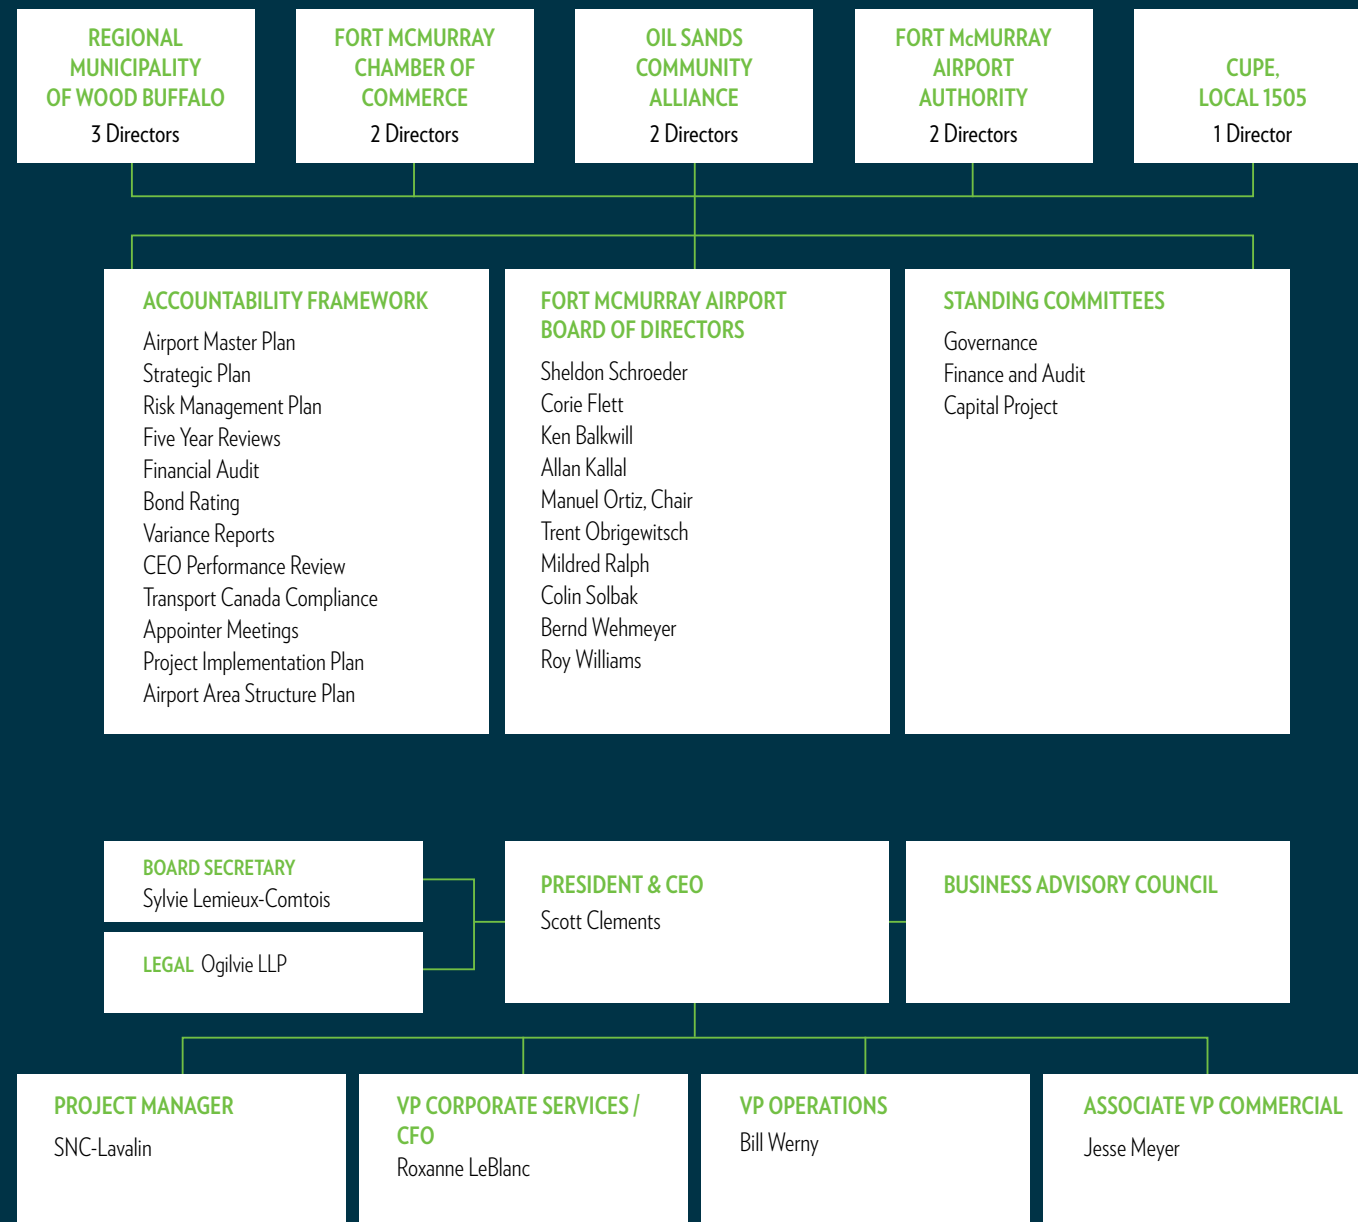 REGIONAL
MUNICIPALITY
OF WOOD BUFFALO
3 Directors
FORT MCMURRAY
CHAMBER OF
COMMERCE
2 Directors
OIL SANDS
COMMUNITY
ALLIANCE
2 Directors
FORT McMURRAY
AIRPORT
AUTHORITY
2 Directors
CUPE,
LOCAL 1505
1 Director
ACCOUNTABILITY FRAMEWORK
Airport Master Plan
Strategic Plan
Risk Management Plan
Five Year Reviews
Financial Audit
Bond Rating
Variance Reports
CEO Performance Review
Transport Canada Compliance
Appointer Meetings
Project Implementation Plan
Airport Area Structure Plan
FORT MCMURRAY AIRPORT
BOARD OF DIRECTORS
Sheldon Schroeder
Corie Flett
Ken Balkwill
Allan Kallal
Manuel Ortiz, Chair
Trent Obrigewitsch
Mildred Ralph
Colin Solbak
Bernd Wehmeyer
Roy Williams
STANDING COMMITTEES
Governance
Finance and Audit
Capital Project
BOARD SECRETARY
Sylvie Lemieux-Comtois
LEGAL Ogilvie LLP
PRESIDENT & CEO
Scott Clements
BUSINESS ADVISORY COUNCIL
PROJECT MANAGER
SNC-Lavalin
VP CORPORATE SERVICES /
CFO
Roxanne LeBlanc
VP OPERATIONS
Bill Werny
ASSOCIATE VP COMMERCIAL
Jesse Meyer